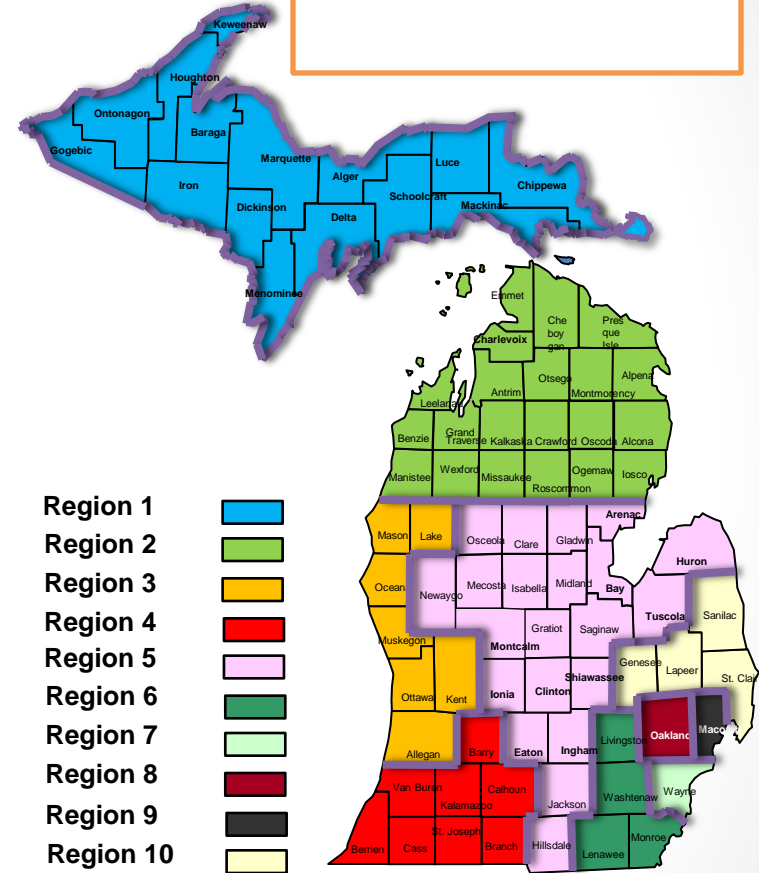 Keweenaw
Houghton
Ontonagon
Baraga
Gogebic
Marquette
Alger
Luce
Iron
Chippewa
Schoolcraft
Dickinson
Mackinac
Delta
Menominee
Emmet
Che
boy
gan
Pres
que
Isle
Charlevoix
Otsego
Alpena
Antrim
Montmorency
Leelanau
Benzie
Grand
Traverse
Kalkaska
Crawford
Oscoda
Alcona
Manistee
Wexford
Missaukee
Roscommon
Ogemaw
Iosco
Arenac
Mason
Lake
Osceola
Clare
Gladwin
Huron
Oceana
Newaygo
Mecosta
Isabella
Midland
Bay
Tuscola
Sanilac
Muskegon
Montcalm
Gratiot
Saginaw
Genesee
Lapeer
St. Clair
Ottawa
Kent
Ionia
Clinton
Shiawassee
Allegan
Barry
Eaton
Ingham
Livingston
Oakland
Macomb
Van Buren
Kalamazoo
Calhoun
Jackson
Washtenaw
Wayne
Berrien
Cass
St. Joseph
Branch
Hillsdale
Lenawee
Monroe
Region 1
Region 2
Region 3
Region 4
Region 5
Region 6
Region 7
Region 8
Region 9
Region 10